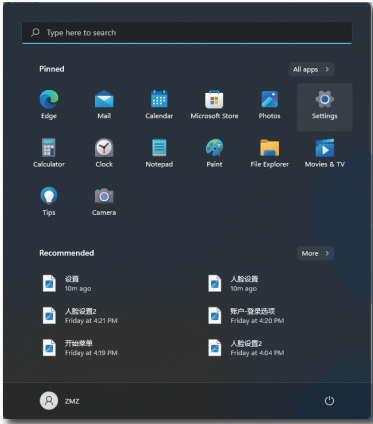 Type here to search
Pinned
All apps >
Edge
Mail
Calendar
Microsoft Store
Photos
Settings
Calculator
Clock
Notepad
Paint
File Explorer
Movies & TV
Tips
Camera
Recommended
More >
设置
10m ago
人脸设置
10m ago
人脸设置2
Friday at 4:21 PM
账户-登录选项
Friday at 4:20 PM
开始菜单
Friday at 4:19 PM
人脸设置2
Friday at 4:04 PM
ZMZ